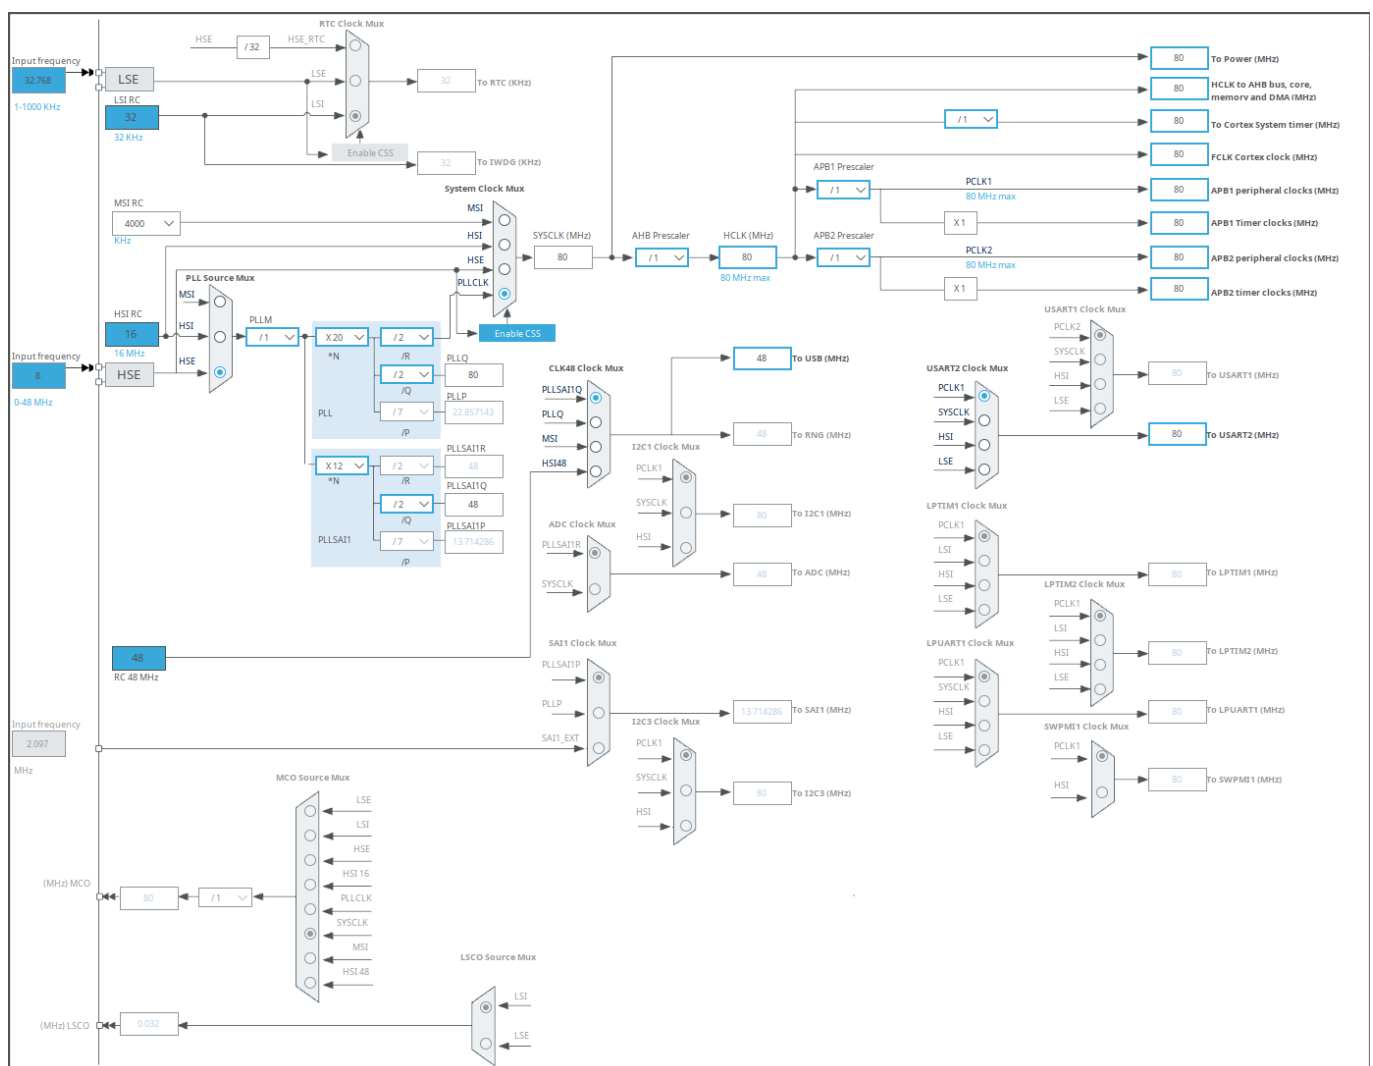 RTC Clock Mux
HSE
/ 32
HSE_RTC
Input frequency
32.768
1-1000 KHz
LSE
LSE
32
To RTC (KHz)
LSI RC
32
32 KHz
LSI
Enable CSS
32
To IWDG (KHz)
80
To Power (MHz)
80
HCLK to AHB bus, core,
memory and DMA (MHz)
/ 1
80
To Cortex System timer (MHz)
80
FCLK Cortex clock (MHz)
System Clock Mux
MSI RC
4000
KHz
MSI
HSI
HSE
PLLCLK
SYSCLK (MHz)
80
AHB Prescaler
/ 1
HCLK (MHz)
80
80 MHz max
APB1 Prescaler
/ 1
PCLK1
80 MHz max
80
APB1 peripheral clocks (MHz)
X 1
80
APB1 Timer clocks (MHz)
APB2 Prescaler
/ 1
PCLK2
80 MHz max
80
APB2 peripheral clocks (MHz)
X 1
80
APB2 timer clocks (MHz)
Enable CSS
PLL Source Mux
MSI
HSI RC
16
16 MHz
HSI
HSE
Input frequency
8
0-48 MHz
HSE
PLLM
/ 1
X 20
*N
/ 2
/R
PLLQ
/ 2
80
/Q
PLLP
PLL
/ 7
22.857143
/P
PLLSAI1R
X 12
*N
/ 2
48
/R
PLLSAI1Q
/ 2
48
/Q
PLLSAI1P
PLLSAI1
/ 7
13.714286
/P
CLK48 Clock Mux
PLLSAI1Q
PLLQ
MSI
HSI48
48
To USB (MHz)
48
To RNG (MHz)
I2C1 Clock Mux
PCLK1
SYSCLK
HSI
80
To I2C1 (MHz)
ADC Clock Mux
PLLSAI1R
SYSCLK
48
To ADC (MHz)
USART1 Clock Mux
PCLK2
SYSCLK
HSI
LSE
80
To USART1 (MHz)
USART2 Clock Mux
PCLK1
SYSCLK
HSI
LSE
80
To USART2 (MHz)
LPTIM1 Clock Mux
PCLK1
LSI
HSI
LSE
80
To LPTIM1 (MHz)
LPTIM2 Clock Mux
PCLK1
LSI
HSI
LSE
80
To LPTIM2 (MHz)
48
RC 48 MHz
SAI1 Clock Mux
PLLSAI1P
PLLP
SAI1_EXT
13.714286
To SAI1 (MHz)
LPUART1 Clock Mux
PCLK1
SYSCLK
HSI
LSE
80
To LPUART1 (MHz)
Input frequency
2.097
MHz
I2C3 Clock Mux
PCLK1
SYSCLK
HSI
80
To I2C3 (MHz)
SWPMI1 Clock Mux
PCLK1
HSI
80
To SWPMI1 (MHz)
MCO Source Mux
LSE
LSI
HSE
HSI 16
PLLCLK
SYSCLK
MSI
HSI 48
(MHz) MCO
80
/ 1
LSCO Source Mux
LSI
LSE
(MHz) LSCO
0.032